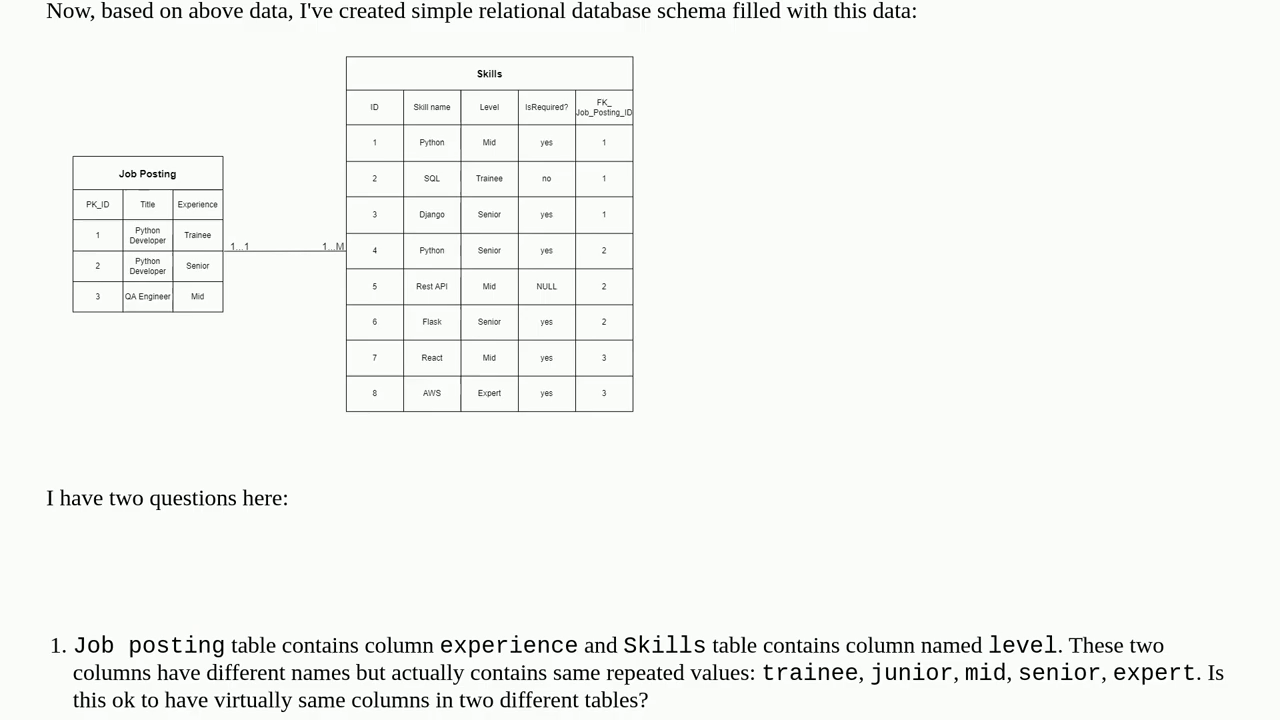 Now, based on above data, I've created simple relational database schema filled with this data:
Skills
ID Skill name Level IsRequired? FK_
Job_Posting_ID
1 Python Mid yes 1
2 SQL Trainee no 1
3 Django Senior yes 1
4 Python Senior yes 2
5 Rest API Mid NULL 2
6 Flask Senior yes 2
7 React Mid yes 3
8 AWS Expert yes 3
Job Posting
PK_ID Title Experience
1 Python Trainee
Developer
2 Python Senior
Developer
3 QA Engineer Mid
1...1 1...M
I have two questions here:
1. Job posting table contains column experience and Skills table contains column named level. These two
columns have different names but actually contains same repeated values: trainee, junior, mid, senior, expert. Is
this ok to have virtually same columns in two different tables?